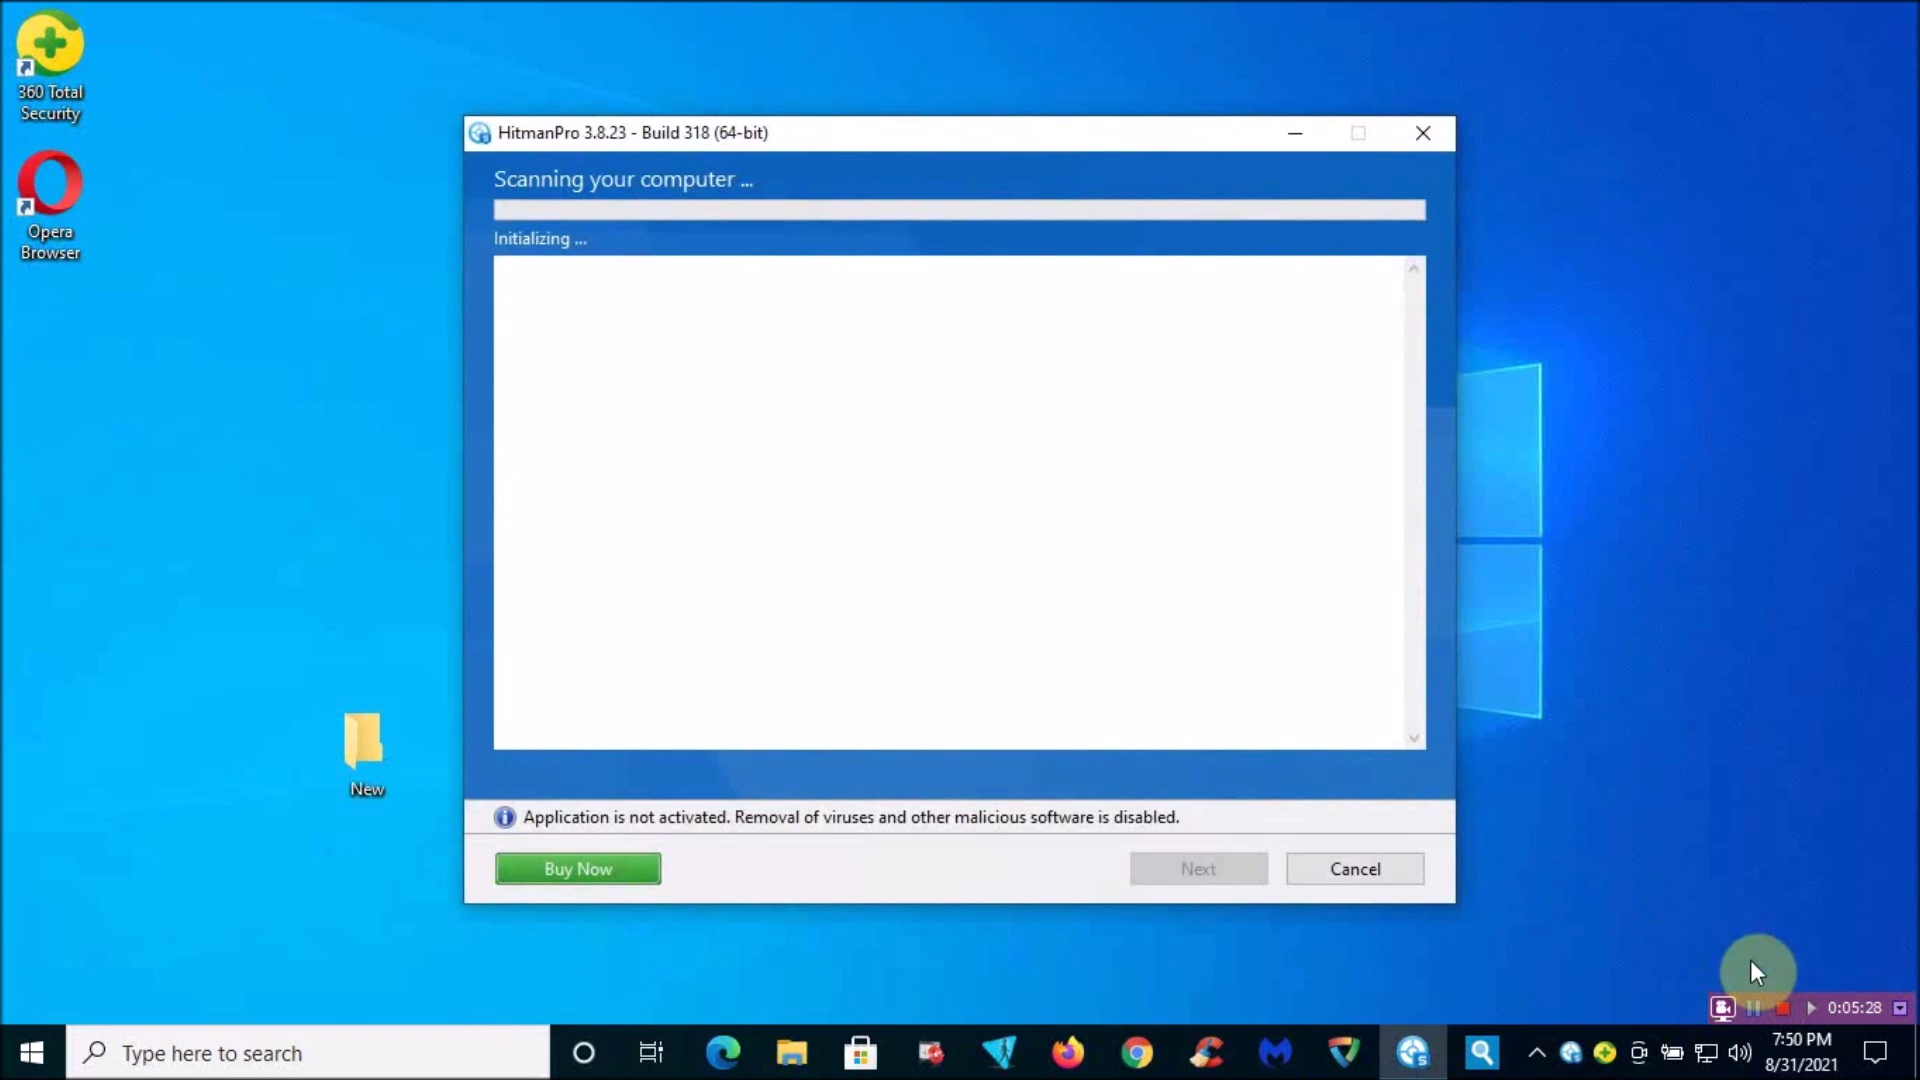 360 Total
Security
Opera
Browser
New
HitmanPro 3.8.23 - Build 318 (64-bit)
Scanning your computer ...
Initializing ...
Application is not activated. Removal of viruses and other malicious software is disabled.
Buy Now
Next
Cancel
0:05:28
Type here to search
7:50 PM
8/31/2021